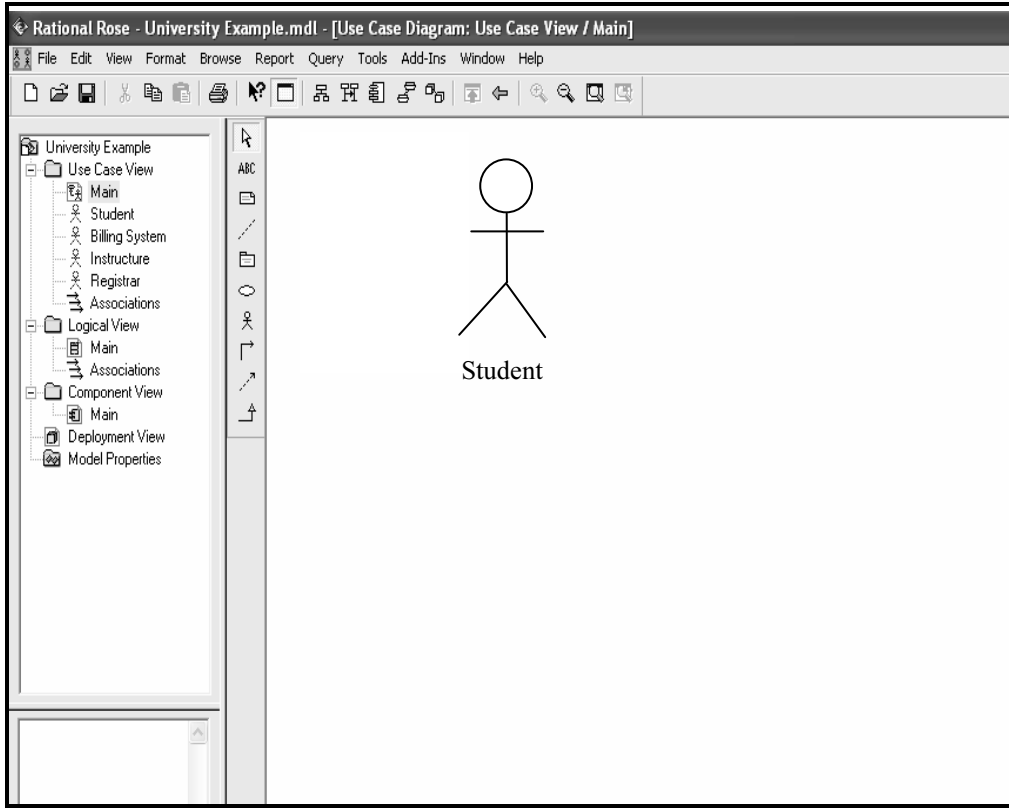 Rational Rose - University Example.mdl - [Use Case Diagram: Use Case View / Main]
File Edit View Format Browse Report Query Tools Add-Ins Window Help
University Example
Use Case View
Main
Student
Billing System
Instructure
Registrar
Associations
Logical View
Main
Associations
Component View
Main
Deployment View
Model Properties
ABC
Student